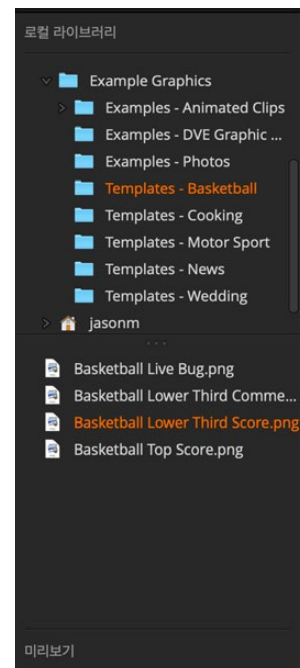 로컬 라이브러리
Example Graphics
Examples - Animated Clips
Examples - DVE Graphic ...
Examples - Photos
Templates - Basketball
Templates - Cooking
Templates - Motor Sport
Templates - News
Templates - Wedding
jasonm
Basketball Live Bug.png
Basketball Lower Third Comme...
Basketball Lower Third Score.png
Basketball Top Score.png
미리보기